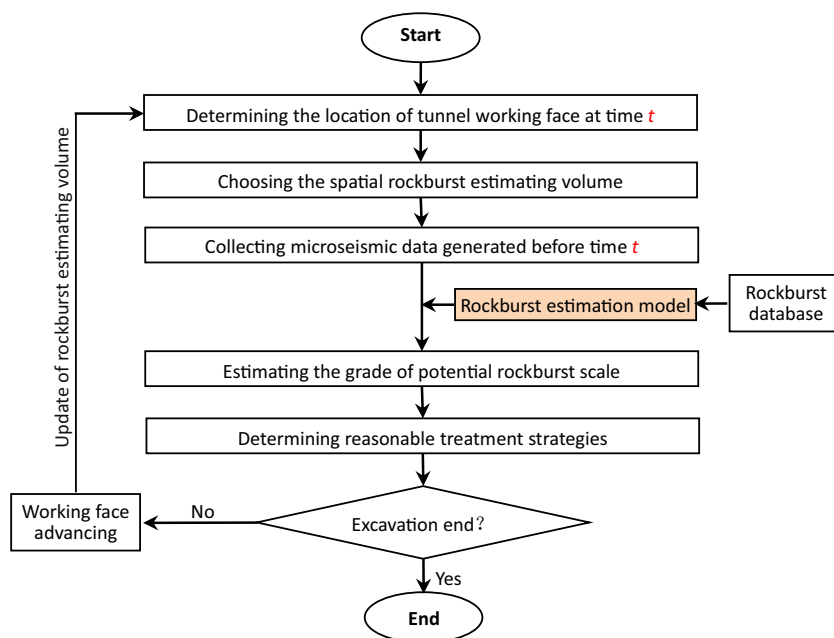 Start
Determining the location of tunnel working face at time t
Choosing the spatial rockburst estimating volume
Collecting microseismic data generated before time t
Rockburst estimation model
Rockburst
database
Estimating the grade of potential rockburst scale
Determining reasonable treatment strategies
Excavation end？
No
Working face
advancing
Update of rockburst estimating volume
Yes
End